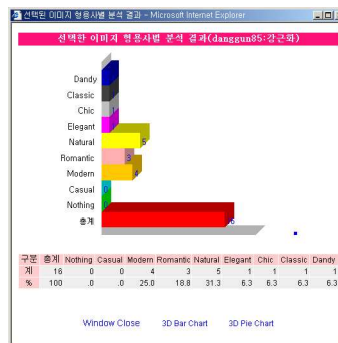 선택된 이미지 형용사별 분석 결과 - Microsoft Internet Explorer
선택한 이미지 형용사별 분석 결과(danggun85:강근화)
Dandy
Classic
Chic 1
Elegant 1
Natural 5
Romantic 3
Modern 4
Casual 0
Nothing 0
총계
구분 총계 Nothing Casual Modern Romantic Natural Elegant Chic Classic Dandy
계 16 0 0 4 3 5 1 1 1 1
% 100 .0 .0 25.0 18.8 31.3 6.3 6.3 6.3 6.3
Window Close 3D Bar Chart 3D Pie Chart